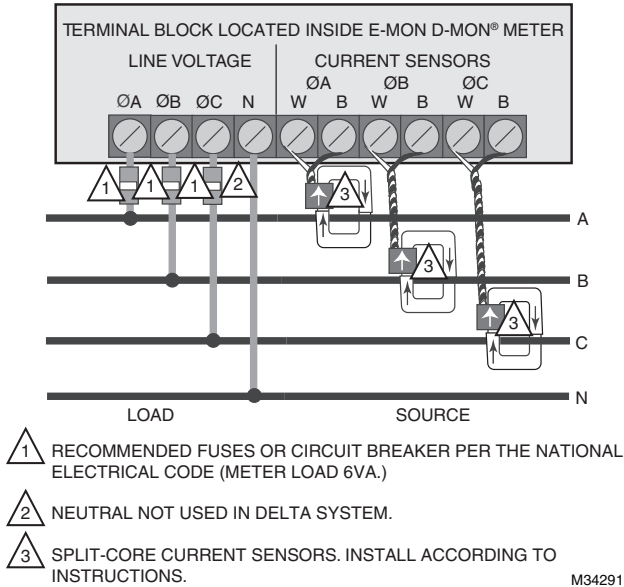 TERMINAL BLOCK LOCATED INSIDE E-MON D-MON® METER
LINE VOLTAGE CURRENT SENSORS
ØA ØB ØC
ØA ØB ØC N W B W B W B
1 1 1 2
3
A
3
B
3
C
N
LOAD SOURCE
1 RECOMMENDED FUSES OR CIRCUIT BREAKER PER THE NATIONAL
ELECTRICAL CODE (METER LOAD 6VA.)
2 NEUTRAL NOT USED IN DELTA SYSTEM.
3 SPLIT-CORE CURRENT SENSORS. INSTALL ACCORDING TO
INSTRUCTIONS. M34291